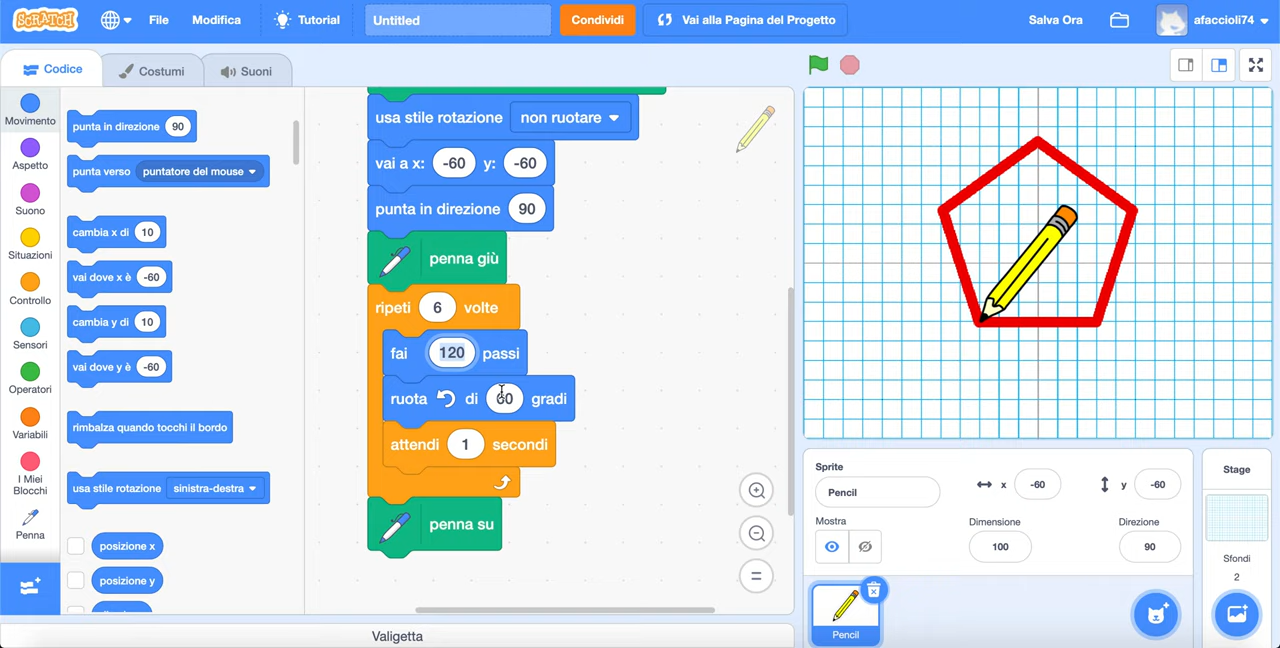 SCRATCH File Modifica Tutorial Untitled Condividi Vai alla Pagina del Progetto Salva Ora afaccioli74
Codice Costumi Suoni
Movimento
Aspetto
Suono
Situazioni
Controllo
Sensori
Operatori
Variabili
I Miei
Blocchi
Penna
punta in direzione 90
punta verso puntatore del mouse
cambia x di 10
vai dove x è -60
cambia y di 10
vai dove y è -60
rimbalza quando tocchi il bordo
usa stile rotazione sinistra-destra
posizione x
posizione y
usa stile rotazione non ruotare
vai a x: -60 y: -60
punta in direzione 90
penna giù
ripeti 6 volte
fai 120 passi
ruota di 60 gradi
attendi 1 secondi
penna su
Valigetta
Sprite
Pencil
x -60 y -60
Mostra
Dimensione
100
Direzione
90
Pencil
Stage
Sfondi
2